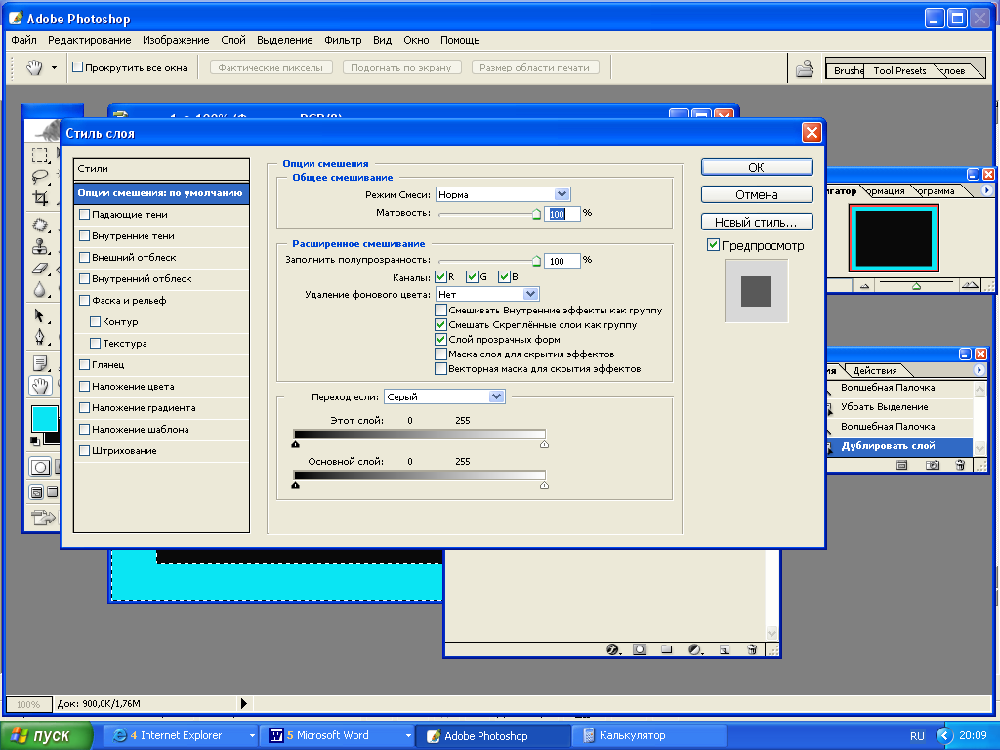 Adobe Photoshop
Файл Редактирование Изображение Слой Выделение Фильтр Вид Окно Помощь
Прокрутить все окна Фактические пикселы Подогнать по экрану Размер области печати Brushe Tool Presets слоев
Стиль слоя
Стили
Опции смешения: по умолчанию
Падающие тени
Внутренние тени
Внешний отблеск
Внутренний отблеск
Фаска и рельеф
Контур
Текстура
Глянец
Наложение цвета
Наложение градиента
Наложение шаблона
Штрихование
Опции смешения
Общее смешивание
Режим Смеси: Норма
Матовость: 100 %
Расширенное смешивание
Заполнить полупрозрачность: 100 %
Каналы: R G B
Удаление фонового цвета: Нет
Смешивать Внутренние эффекты как группу
Смешать Скреплённые слои как группу
Слой прозрачных форм
Маска слоя для скрытия эффектов
Векторная маска для скрытия эффектов
Переход если: Серый
Этот слой: 0 255
Основной слой: 0 255
OK
Отмена
Новый стиль...
Предпросмотр
игатор ормация ограмма
ия Действия
Волшебная Палочка
Убрать Выделение
Волшебная Палочка
Дублировать слой
100% Док: 900,0K/1,76M
пуск 4 Internet Explorer 5 Microsoft Word Adobe Photoshop Калькулятор RU 20:09